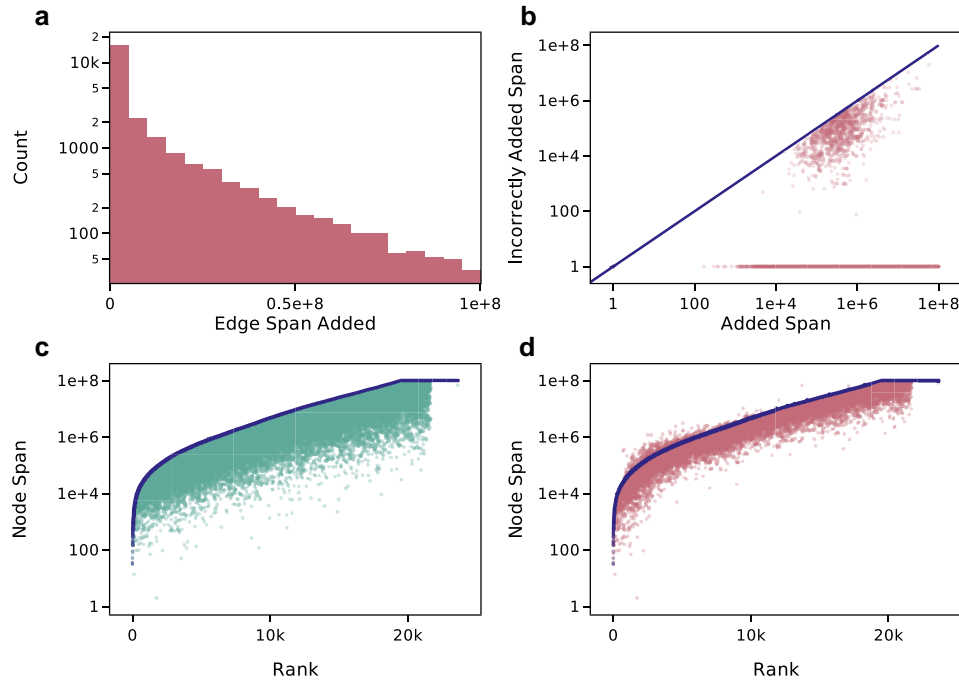 a
2
10k
5
2
1000
5
2
100
5
Count
0
0.5e+8
1e+8
Edge Span Added
b
1e+8
1e+6
1e+4
100
1
Incorrectly Added Span
1
100
1e+4
1e+6
1e+8
Added Span
c
1e+8
1e+6
1e+4
100
1
Node Span
0
10k
20k
Rank
d
1e+8
1e+6
1e+4
100
1
Node Span
0
10k
20k
Rank